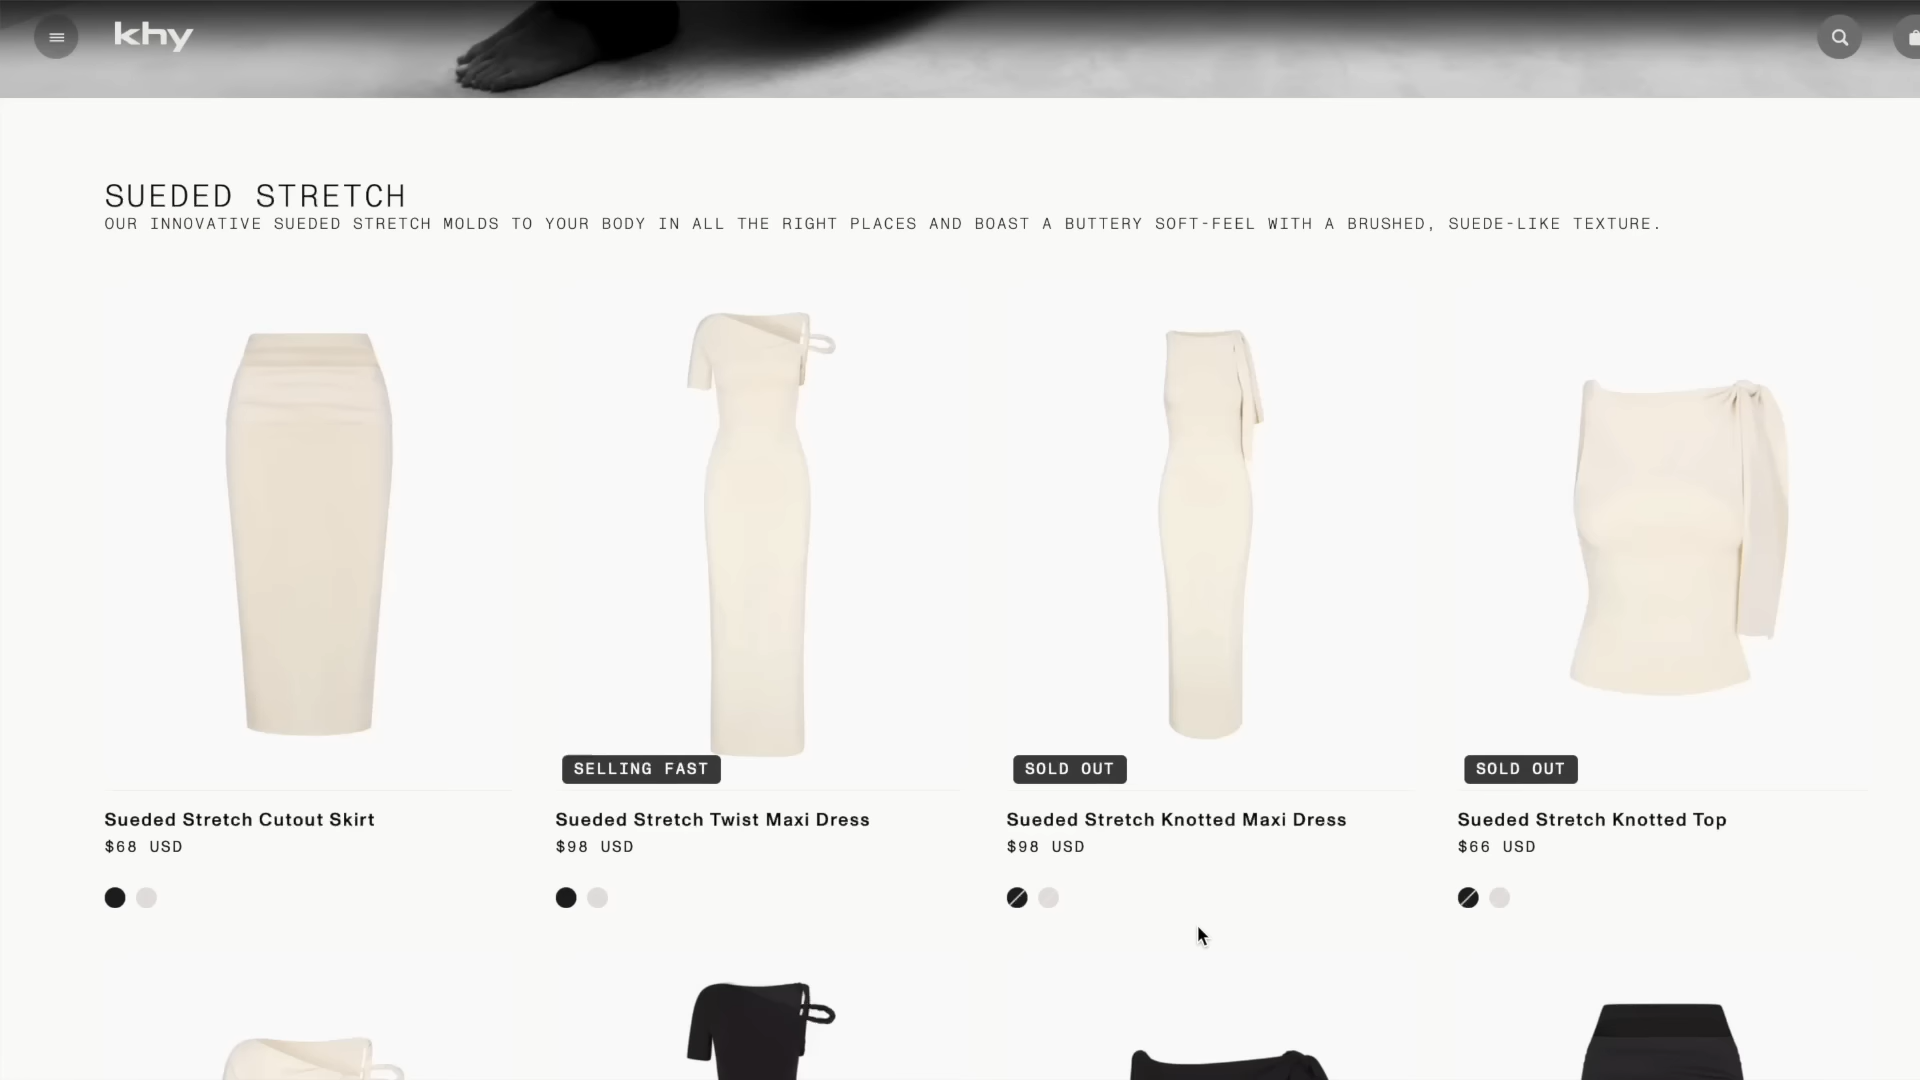 khy
SUEDED STRETCH
OUR INNOVATIVE SUEDED STRETCH MOLDS TO YOUR BODY IN ALL THE RIGHT PLACES AND BOAST A BUTTERY SOFT-FEEL WITH A BRUSHED, SUEDE-LIKE TEXTURE.
SELLING FAST
SOLD OUT
SOLD OUT
Sueded Stretch Cutout Skirt
$68 USD
Sueded Stretch Twist Maxi Dress
$98 USD
Sueded Stretch Knotted Maxi Dress
$98 USD
Sueded Stretch Knotted Top
$66 USD